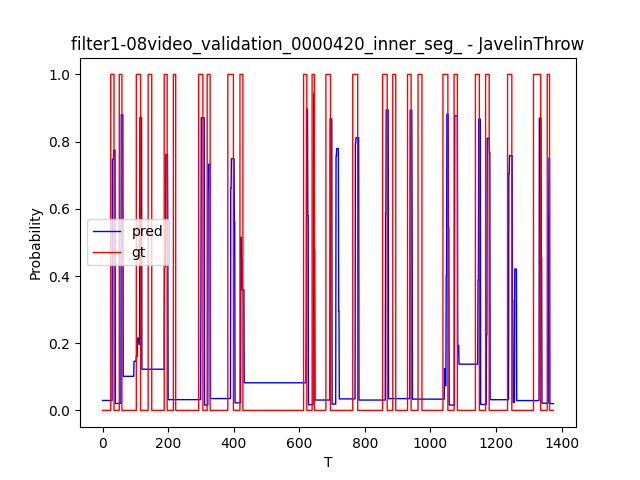 filter1-08video_validation_0000420_inner_seg_ - JavelinThrow
1.0
0.8
0.6
0.4
0.2
0.0
Probability
pred
gt
0 200 400 600 800 1000 1200 1400
T